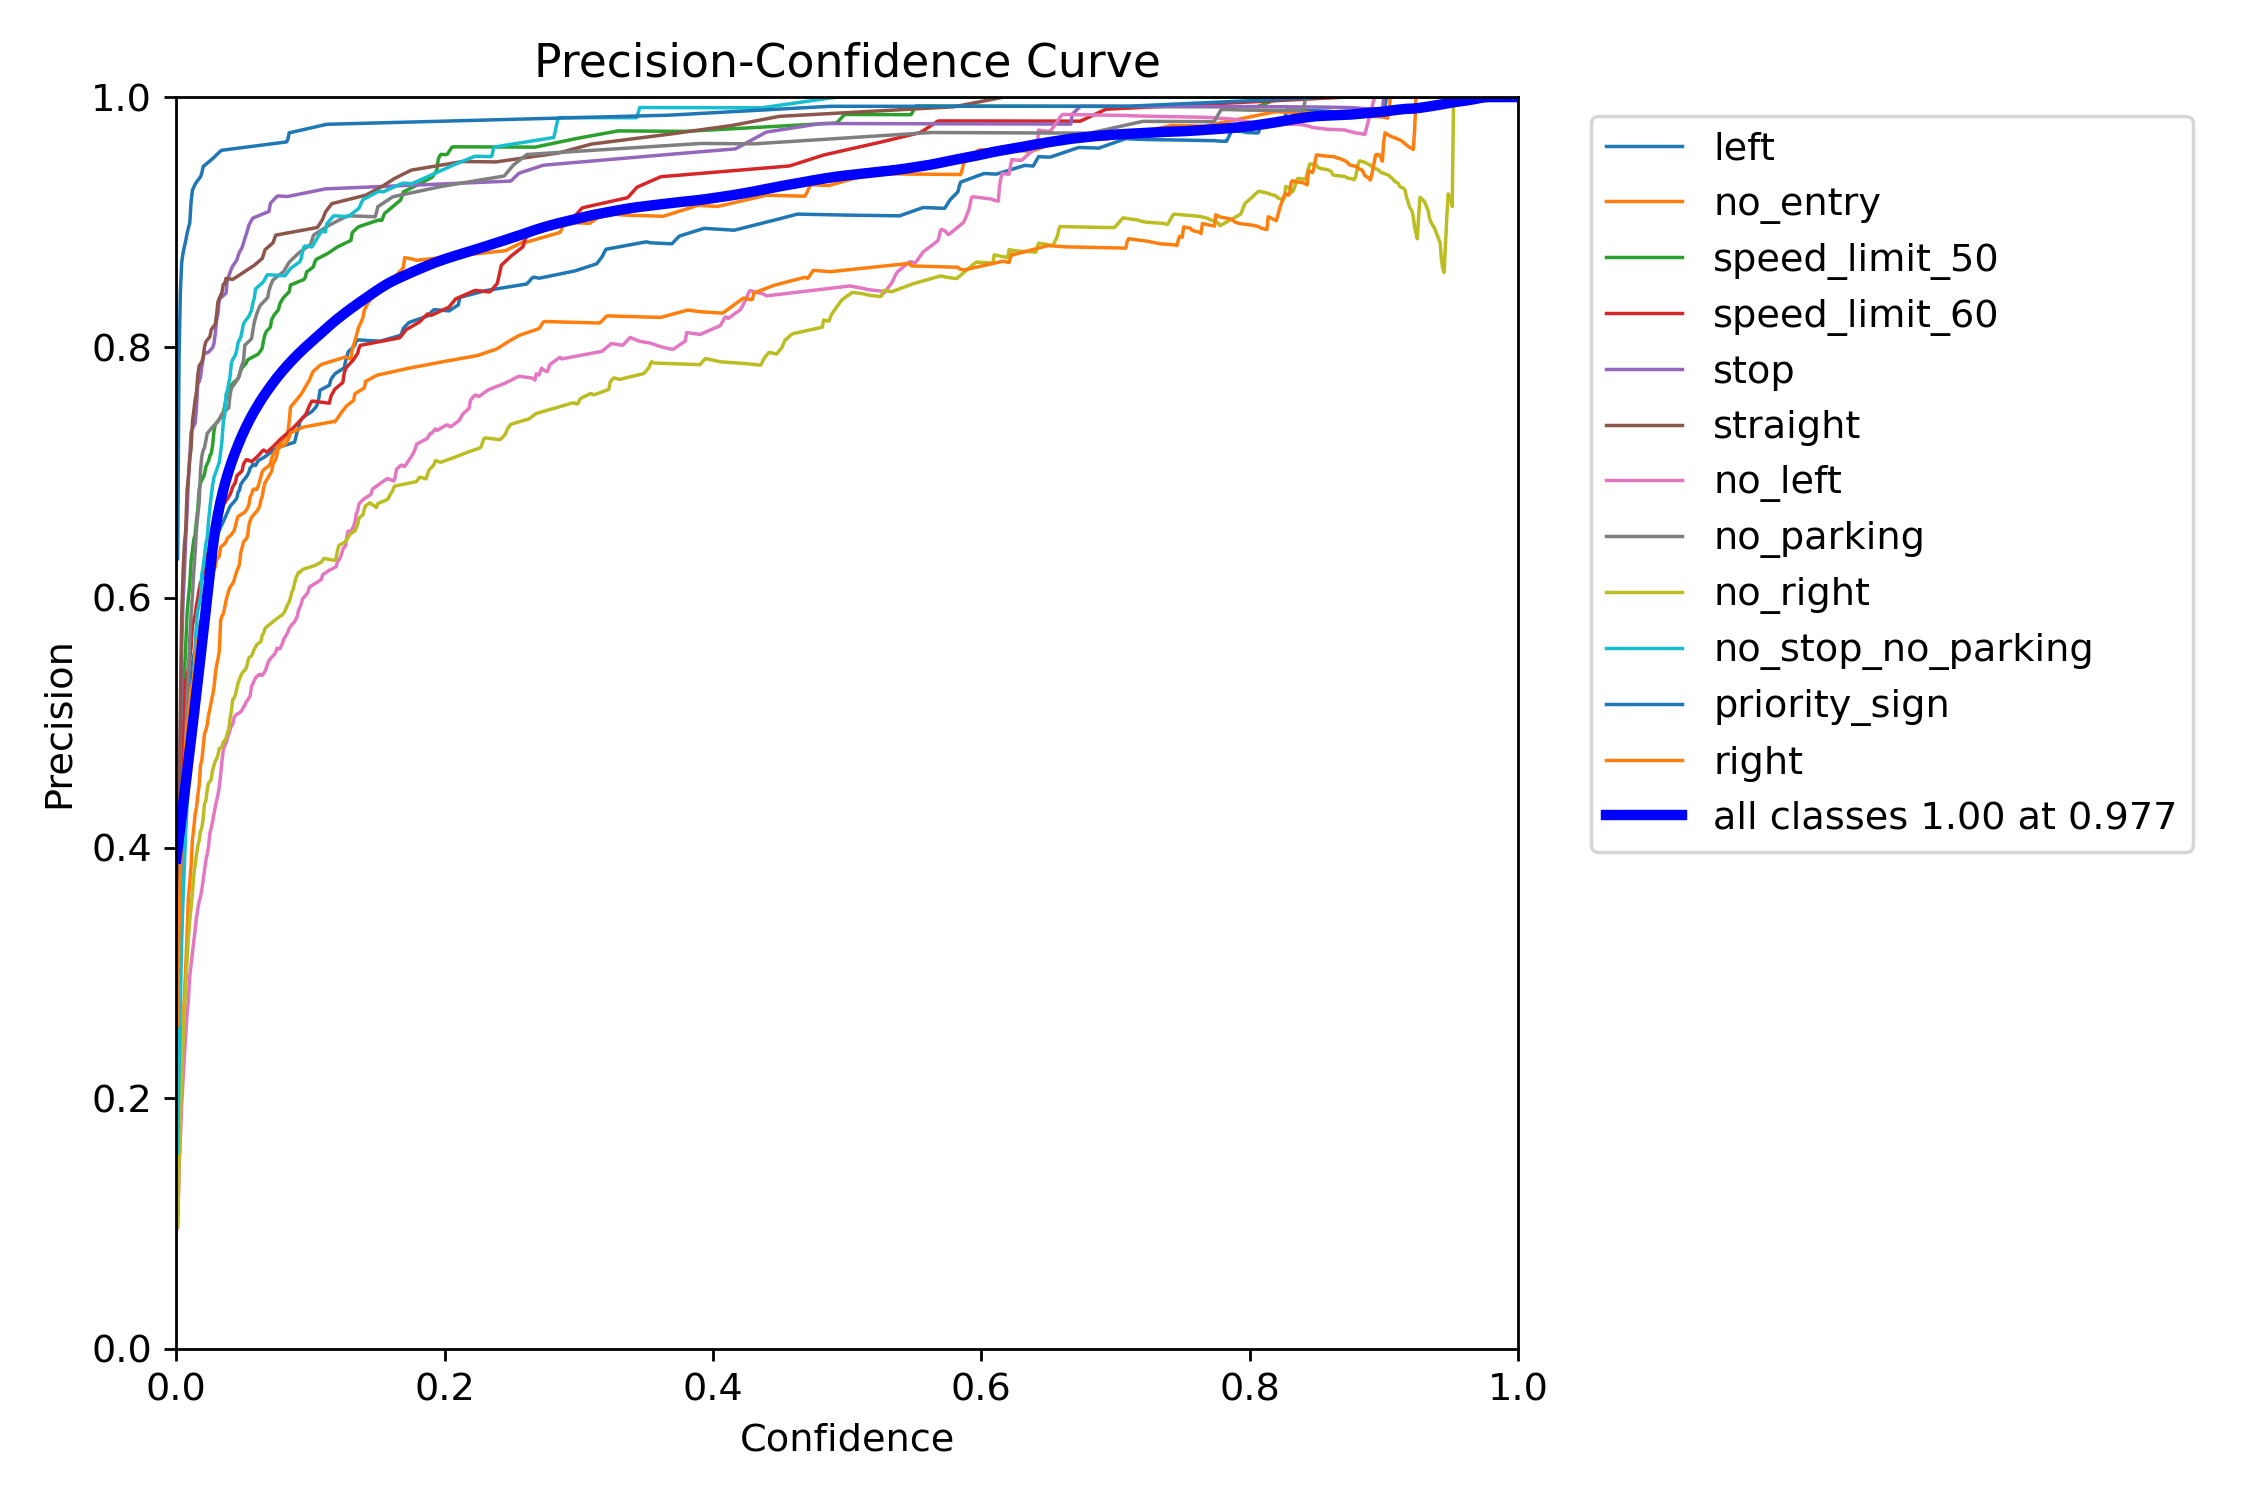 Precision-Confidence Curve
1.0
0.8
0.6
0.4
0.2
0.0
Precision
0.0 0.2 0.4 0.6 0.8 1.0
Confidence
left
no_entry
speed_limit_50
speed_limit_60
stop
straight
no_left
no_parking
no_right
no_stop_no_parking
priority_sign
right
all classes 1.00 at 0.977